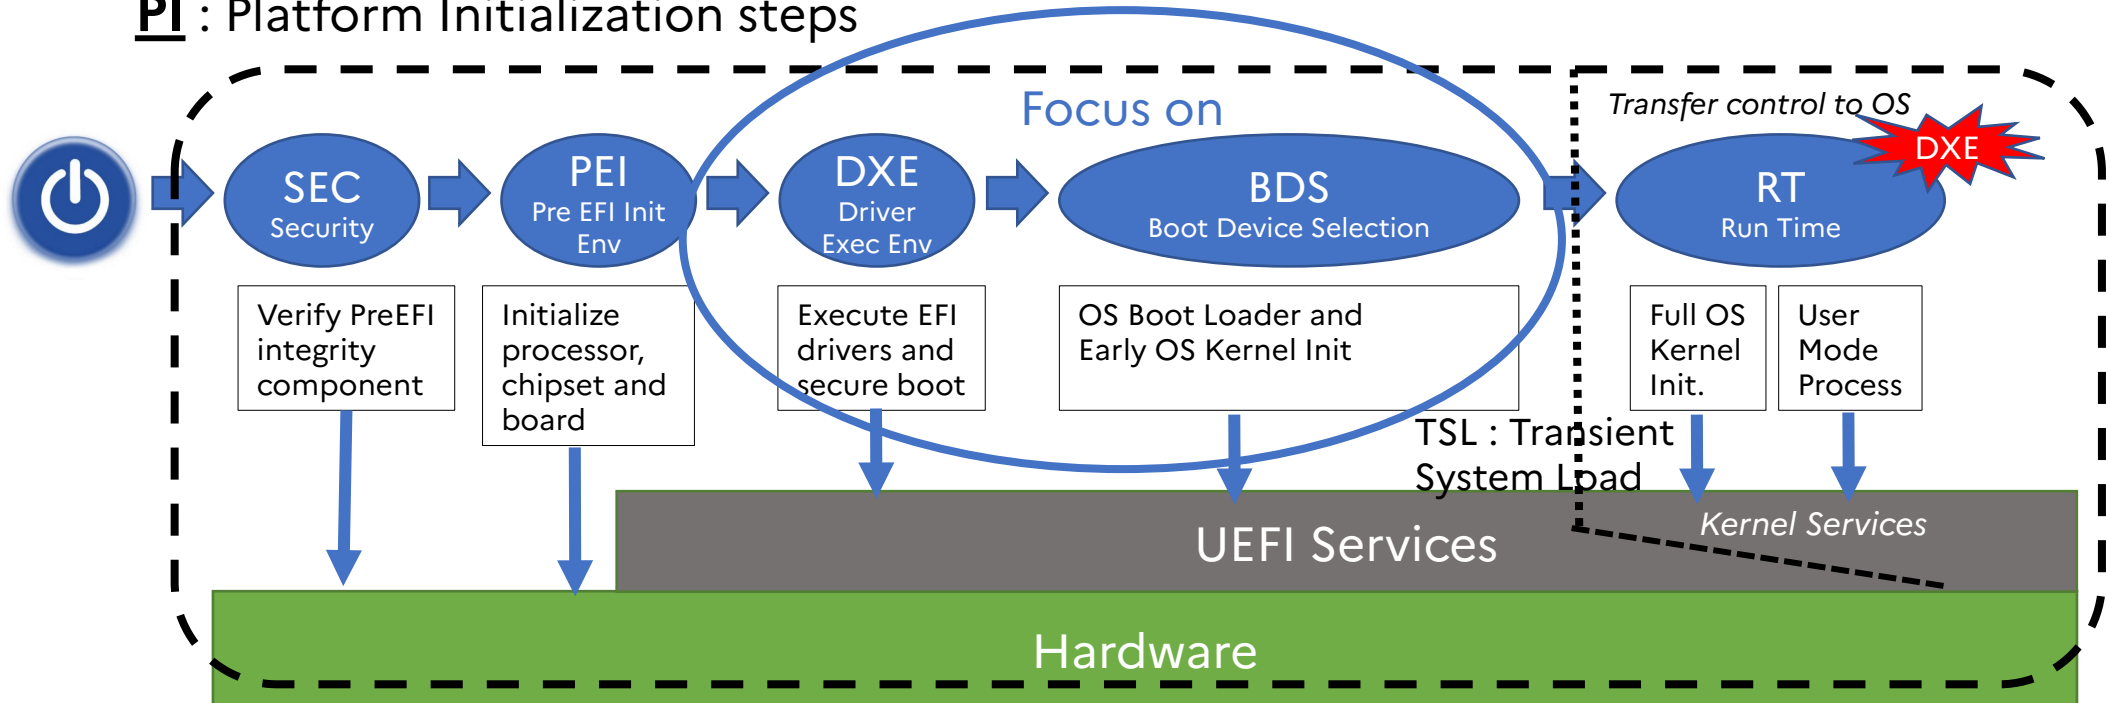 PI : Platform Initialization steps
Focus on
Transfer control to OS
DXE
SEC
Security
PEI
Pre EFI Init
Env
DXE
Driver
Exec Env
BDS
Boot Device Selection
RT
Run Time
Verify PreEFI
integrity
component
Initialize
processor,
chipset and
board
Execute EFI
drivers and
secure boot
OS Boot Loader and
Early OS Kernel Init
Full OS
Kernel
Init.
User
Mode
Process
TSL : Transient
System Load
Kernel Services
UEFI Services
Hardware